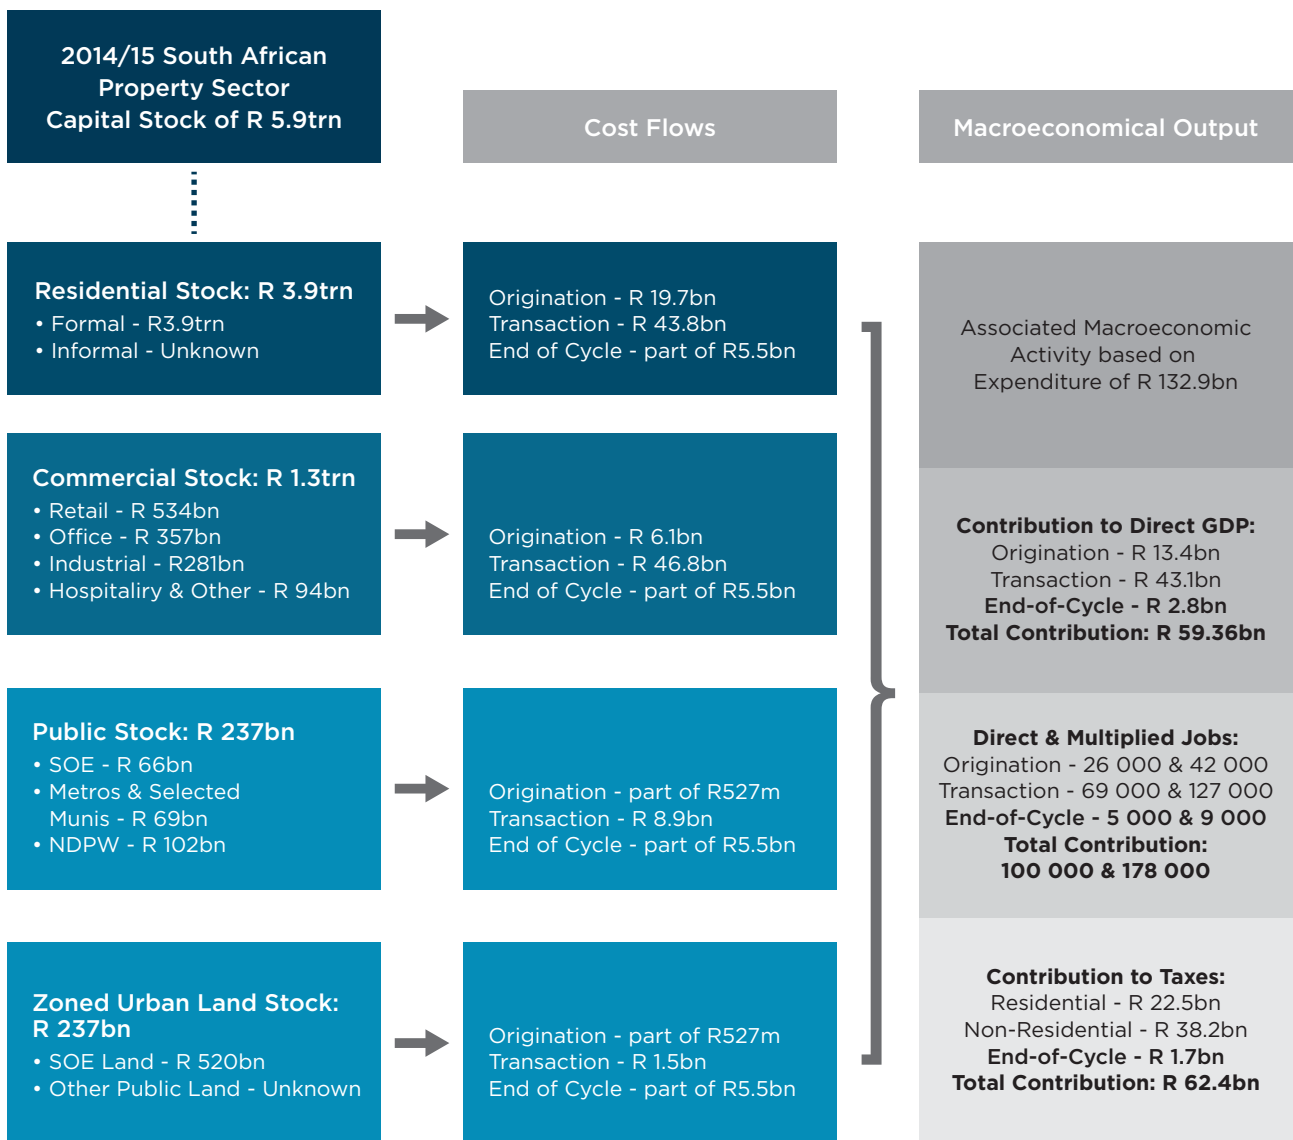 2014/15 South African
Property Sector
Capital Stock of R 5.9trn
Cost Flows
Macroeconomical Output
Residential Stock: R 3.9trn
• Formal - R3.9trn
• Informal - Unknown
Origination - R 19.7bn
Transaction - R 43.8bn
End of Cycle - part of R5.5bn
Commercial Stock: R 1.3trn
• Retail - R 534bn
• Office - R 357bn
• Industrial - R281bn
• Hospitaliry & Other - R 94bn
Origination - R 6.1bn
Transaction - R 46.8bn
End of Cycle - part of R5.5bn
Public Stock: R 237bn
• SOE - R 66bn
• Metros & Selected
Munis - R 69bn
• NDPW - R 102bn
Origination - part of R527m
Transaction - R 8.9bn
End of Cycle - part of R5.5bn
Zoned Urban Land Stock:
R 237bn
• SOE Land - R 520bn
• Other Public Land - Unknown
Origination - part of R527m
Transaction - R 1.5bn
End of Cycle - part of R5.5bn
Associated Macroeconomic
Activity based on
Expenditure of R 132.9bn
Contribution to Direct GDP:
Origination - R 13.4bn
Transaction - R 43.1bn
End-of-Cycle - R 2.8bn
Total Contribution: R 59.36bn
Direct & Multiplied Jobs:
Origination - 26 000 & 42 000
Transaction - 69 000 & 127 000
End-of-Cycle - 5 000 & 9 000
Total Contribution:
100 000 & 178 000
Contribution to Taxes:
Residential - R 22.5bn
Non-Residential - R 38.2bn
End-of-Cycle - R 1.7bn
Total Contribution: R 62.4bn